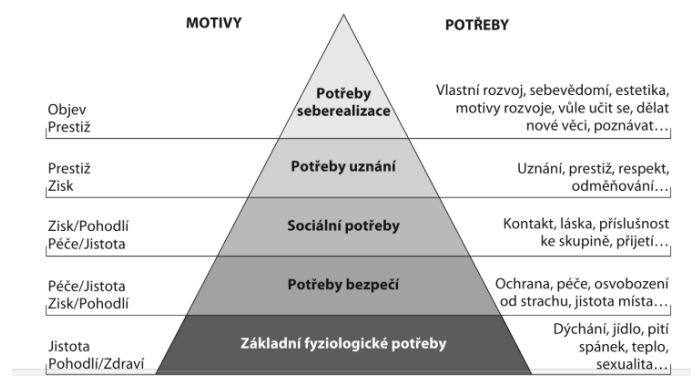 MOTIVY
POTŘEBY
Objev
Prestiž
Potřeby
seberealizace
Vlastní rozvoj, sebevědomí, estetika,
motivy rozvoje, vůle učit se, dělat
nové věci, poznávat…
Prestiž
Zisk
Potřeby uznání
Uznání, prestiž, respekt,
odměňování…
Zisk/Pohodlí
Péče/Jistota
Sociální potřeby
Kontakt, láska, příslušnost
ke skupině, přijetí…
Péče/Jistota
Zisk/Pohodlí
Potřeby bezpečí
Ochrana, péče, osvobození
od strachu, jistota místa…
Jistota
Pohodlí/Zdraví
Základní fyziologické potřeby
Dýchání, jídlo, pití
spánek, teplo,
sexualita…